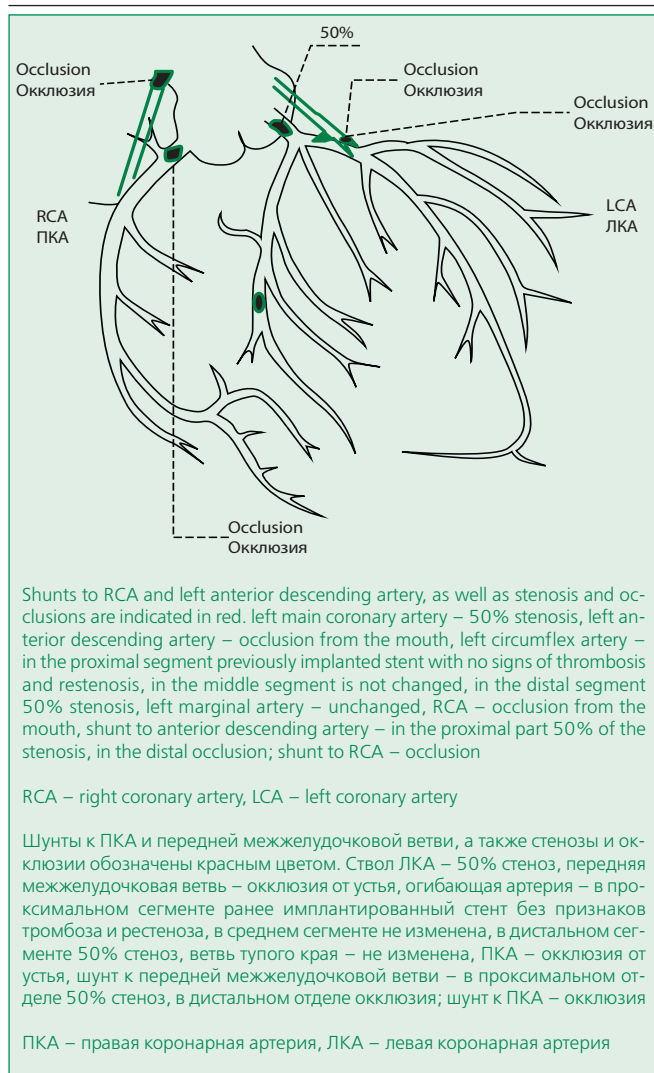 50%
Occlusion
Окклюзия
Occlusion
Окклюзия
Occlusion
Окклюзия
RCA
ПКА
LCA
ЛКА
Occlusion
Окклюзия
Shunts to RCA and left anterior descending artery, as well as stenosis and oc-
clusions are indicated in red. left main coronary artery – 50% stenosis, left an-
terior descending artery – occlusion from the mouth, left circumflex artery –
in the proximal segment previously implanted stent with no signs of thrombosis
and restenosis, in the middle segment is not changed, in the distal segment
50% stenosis, left marginal artery – unchanged, RCA – occlusion from the
mouth, shunt to anterior descending artery – in the proximal part 50% of the
stenosis, in the distal occlusion; shunt to RCA – occlusion
RCA – right coronary artery, LCA – left coronary artery
Шунты к ПКА и передней межжелудочковой ветви, а также стенозы и ок-
клюзии обозначены красным цветом. Ствол ЛКА – 50% стеноз, передняя
межжелудочковая ветвь – окклюзия от устья, огибающая артерия – в про-
ксимальном сегменте ранее имплантированный стент без признаков
тромбоза и рестеноза, в среднем сегменте не изменена, в дистальном сег-
менте 50% стеноз, ветвь тупого края – не изменена, ПКА – окклюзия от
устья, шунт к передней межжелудочковой ветви – в проксимальном от-
деле 50% стеноз, в дистальном отделе окклюзия; шунт к ПКА – окклюзия
ПКА – правая коронарная артерия, ЛКА – левая коронарная артерия